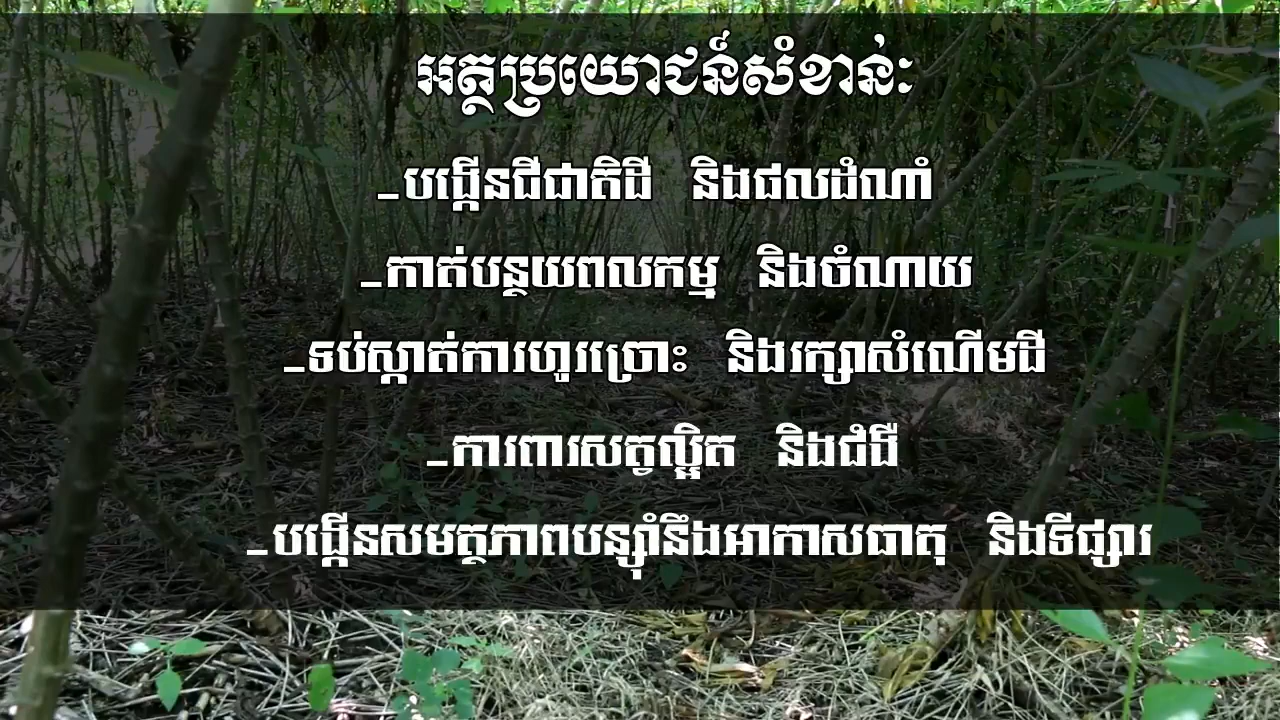 អត្ថប្រយោជន៍សំខាន់ៈ
_បង្កើនជីជាតិដី និងផលដំណាំ
_កាត់បន្ថយពលកម្ម និងចំណាយ
_ទប់ស្កាត់ការហូរច្រោះ និងរក្សាសំណើមដី
_ការពារសត្វល្អិត និងជំងឺ
_បង្កើនសមត្ថភាពបន្ស៊ាំនឹងអាកាសធាតុ និងទីផ្សារ